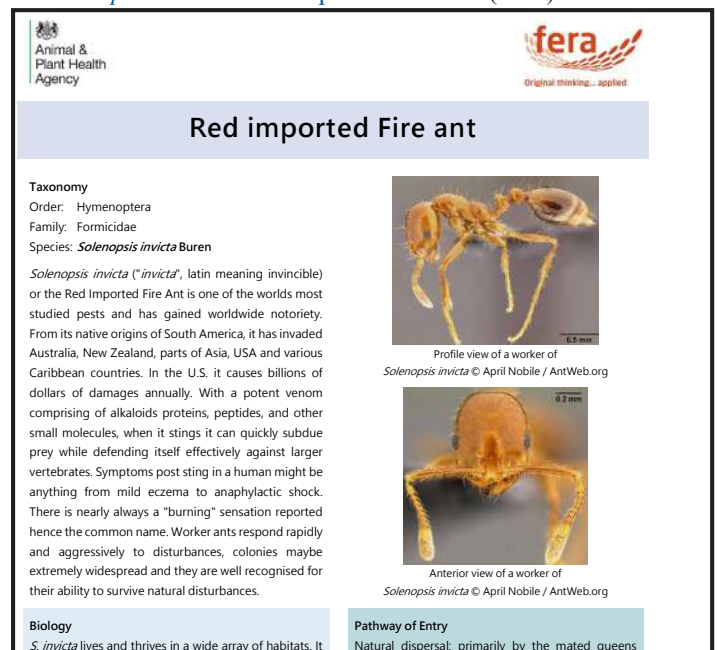 Animal &
Plant Health
Agency
fera
Original thinking... applied
Red imported Fire ant
Taxonomy
Order: Hymenoptera
Family: Formicidae
Species: Solenopsis invicta Buren
Solenopsis invicta ("invicta", latin meaning invincible)
or the Red Imported Fire Ant is one of the worlds most
studied pests and has gained worldwide notoriety.
From its native origins of South America, it has invaded
Australia, New Zealand, parts of Asia, USA and various
Caribbean countries. In the U.S. it causes billions of
dollars of damages annually. With a potent venom
comprising of alkaloids proteins, peptides, and other
small molecules, when it stings it can quickly subdue
prey while defending itself effectively against larger
vertebrates. Symptoms post sting in a human might be
anything from mild eczema to anaphylactic shock.
There is nearly always a "burning" sensation reported
hence the common name. Worker ants respond rapidly
and aggressively to disturbances, colonies maybe
extremely widespread and they are well recognised for
their ability to survive natural disturbances.
0.5 mm
Profile view of a worker of
Solenopsis invicta © April Nobile / AntWeb.org
0.2 mm
Anterior view of a worker of
Solenopsis invicta © April Nobile / AntWeb.org
Biology
S. invicta lives and thrives in a wide array of habitats. It
Pathway of Entry
Natural dispersal: primarily by the mated queens